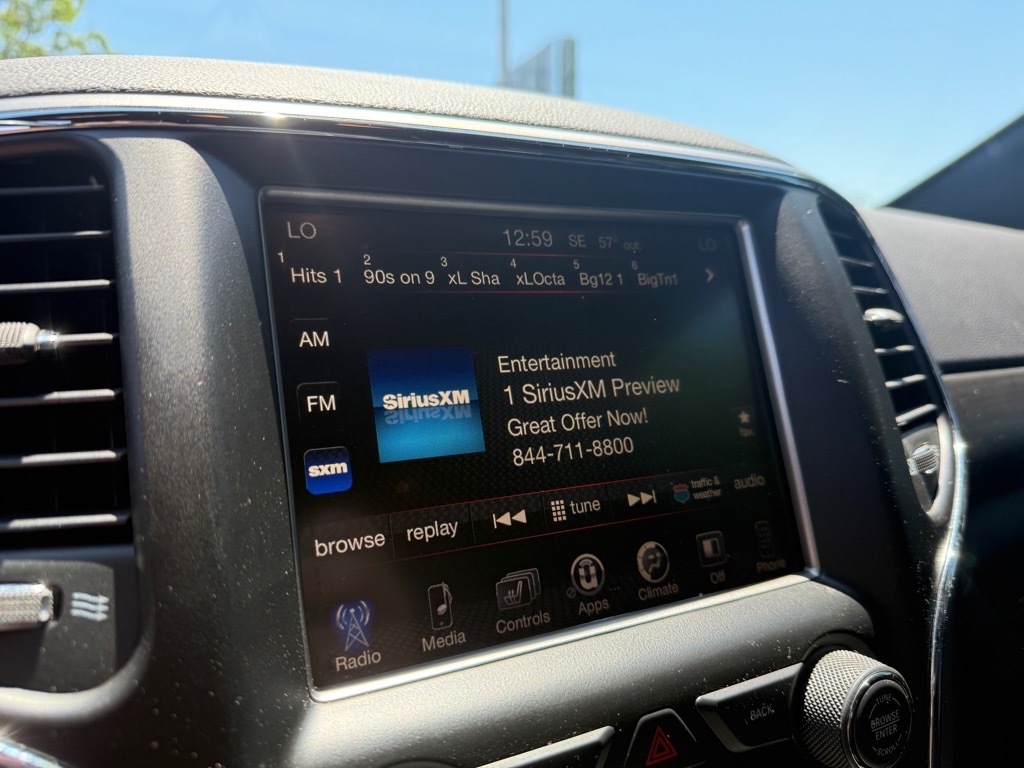 LO 12:59 SE 57° out LO
1 Hits 1 2 90s on 9 3 xL Sha 4 xLOcta 5 Bg12 1 6 BigTn1
AM
FM
sxm
SiriusXM
Entertainment
1 SiriusXM Preview
Great Offer Now!
844-711-8800
browse replay tune traffic & weather audio
Radio Media Controls Apps Climate Off Phone
BACK
TUNE
BROWSE
ENTER
SCROLL